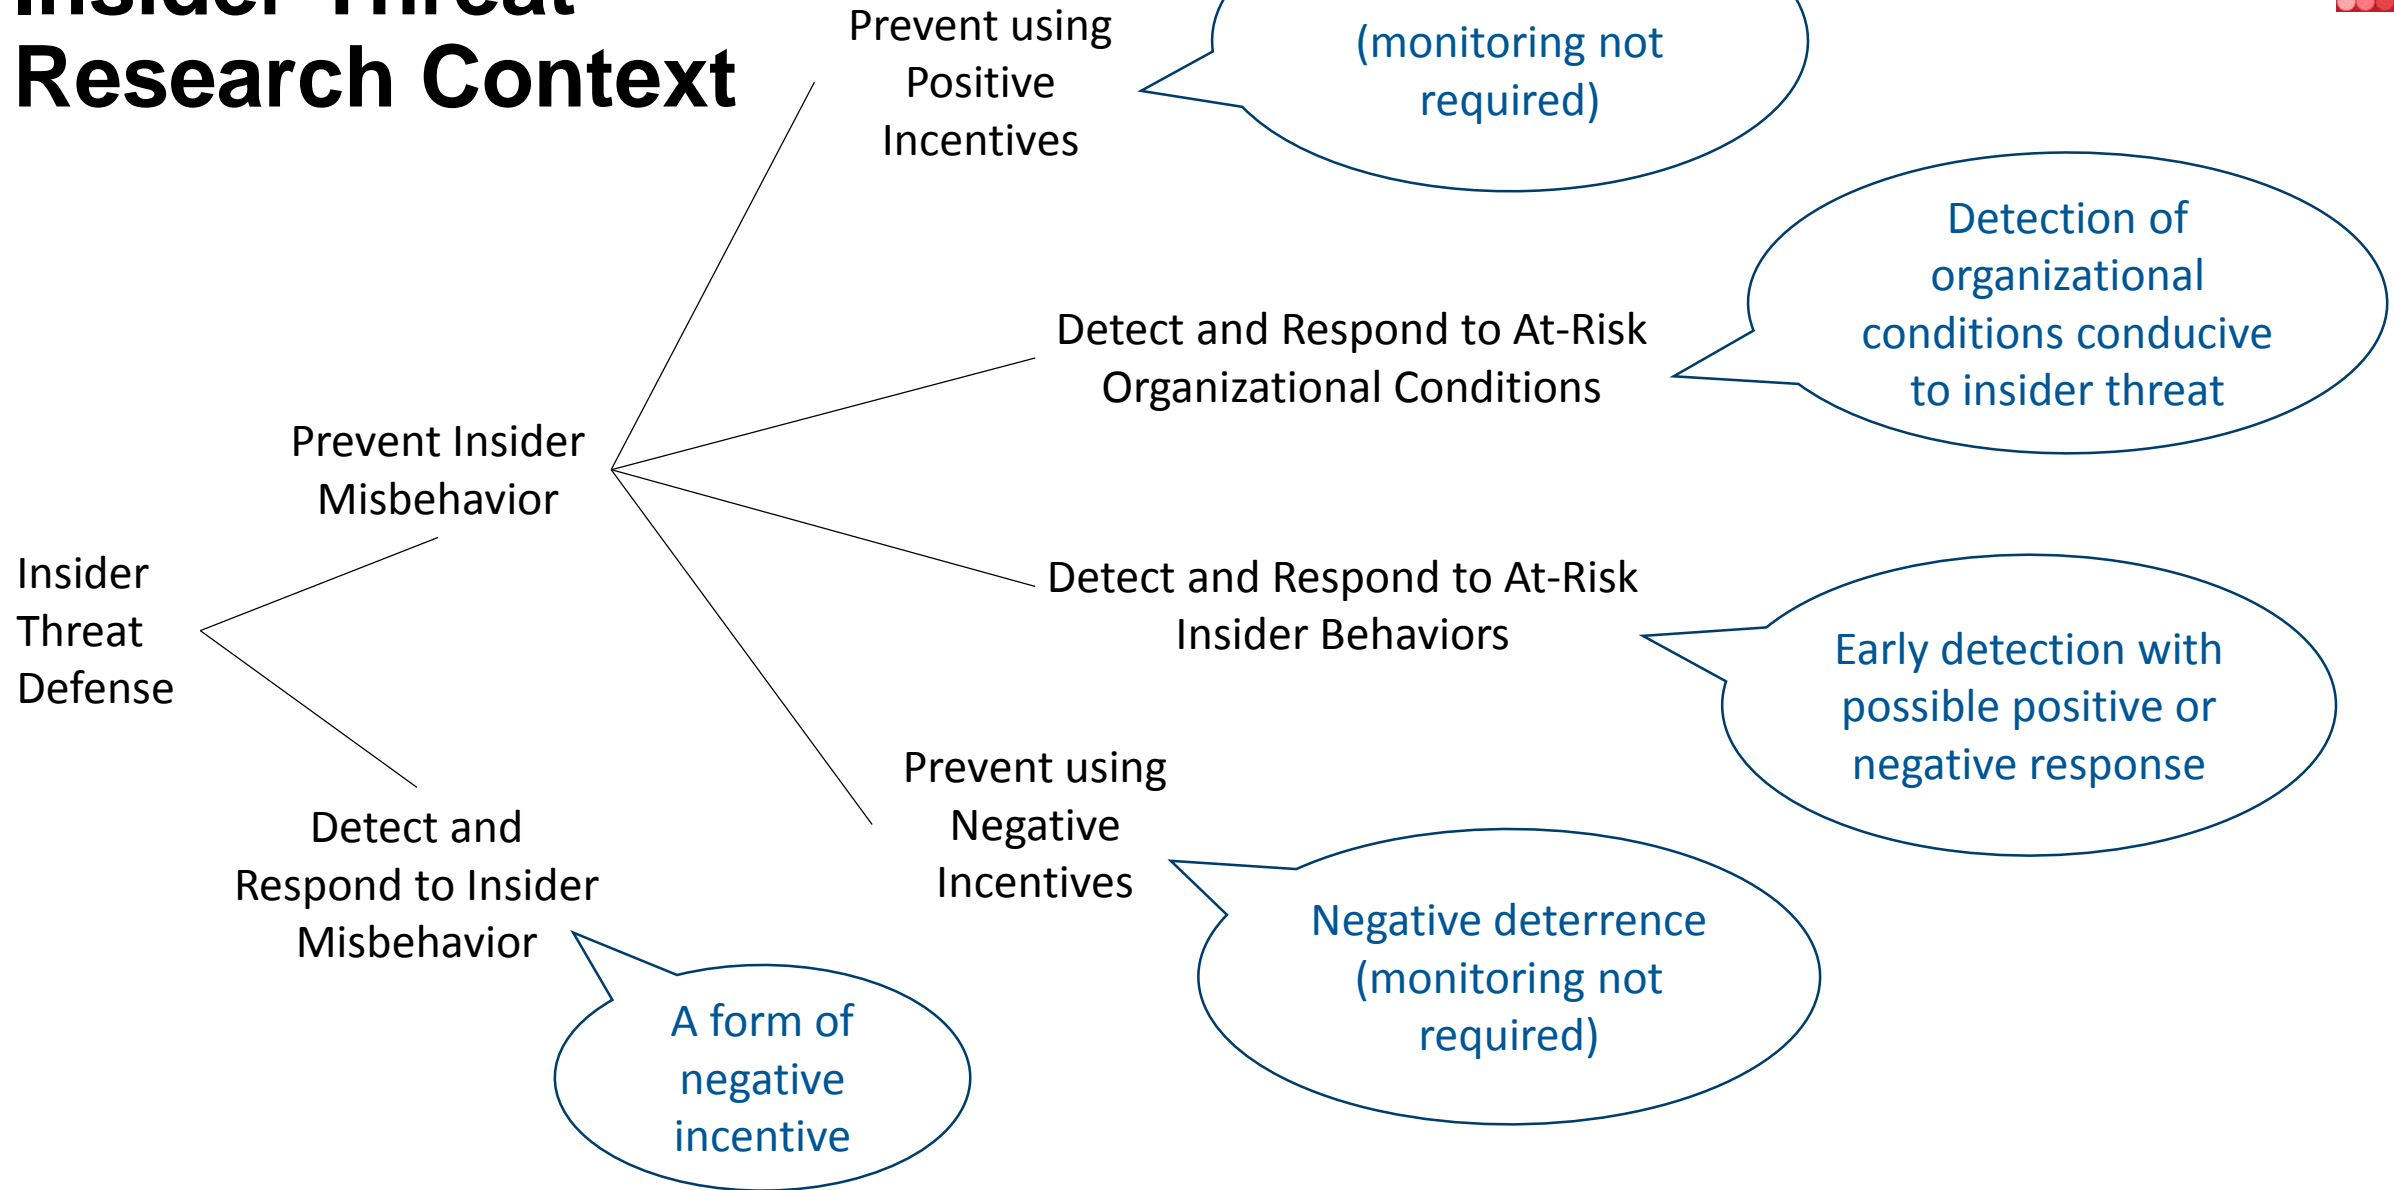 Insider Threat
Research Context
Prevent using
Positive
Incentives
(monitoring not
required)
Detection of
organizational
conditions conducive
to insider threat
Detect and Respond to At-Risk
Organizational Conditions
Prevent Insider
Misbehavior
Insider
Threat
Defense
Detect and Respond to At-Risk
Insider Behaviors
Early detection with
possible positive or
negative response
Prevent using
Negative
Incentives
Negative deterrence
(monitoring not
required)
Detect and
Respond to Insider
Misbehavior
A form of
negative
incentive